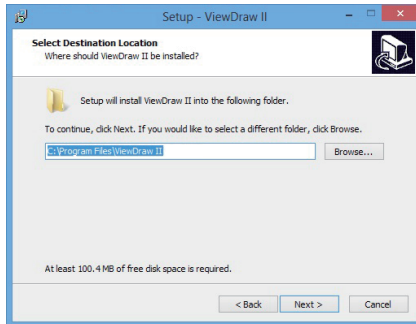 Setup - ViewDraw II
Select Destination Location
Where should ViewDraw II be installed?
Setup will install ViewDraw II into the following folder.
To continue, click Next. If you would like to select a different folder, click Browse.
C:\Program Files\ViewDraw II
Browse...
At least 100.4 MB of free disk space is required.
< Back
Next >
Cancel